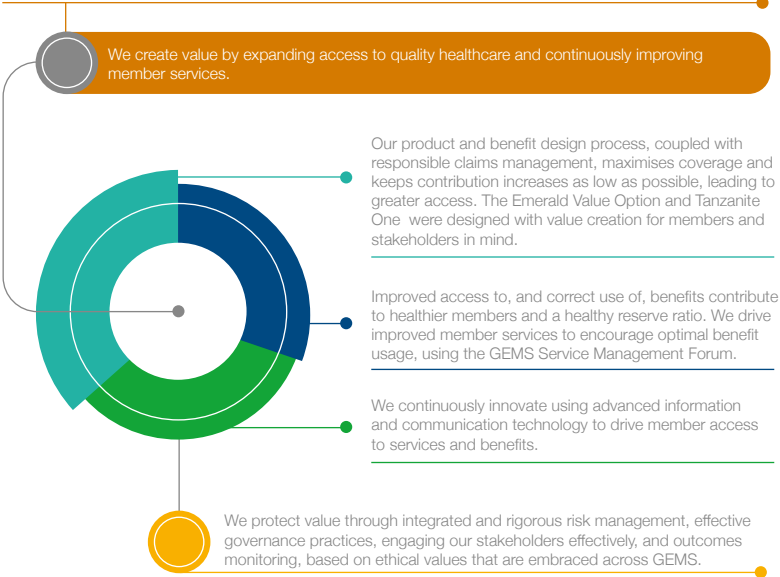 We create value by expanding access to quality healthcare and continuously improving
member services.
Our product and benefit design process, coupled with
responsible claims management, maximises coverage and
keeps contribution increases as low as possible, leading to
greater access. The Emerald Value Option and Tanzanite
One were designed with value creation for members and
stakeholders in mind.
Improved access to, and correct use of, benefits contribute
to healthier members and a healthy reserve ratio. We drive
improved member services to encourage optimal benefit
usage, using the GEMS Service Management Forum.
We continuously innovate using advanced information
and communication technology to drive member access
to services and benefits.
We protect value through integrated and rigorous risk management, effective
governance practices, engaging our stakeholders effectively, and outcomes
monitoring, based on ethical values that are embraced across GEMS.